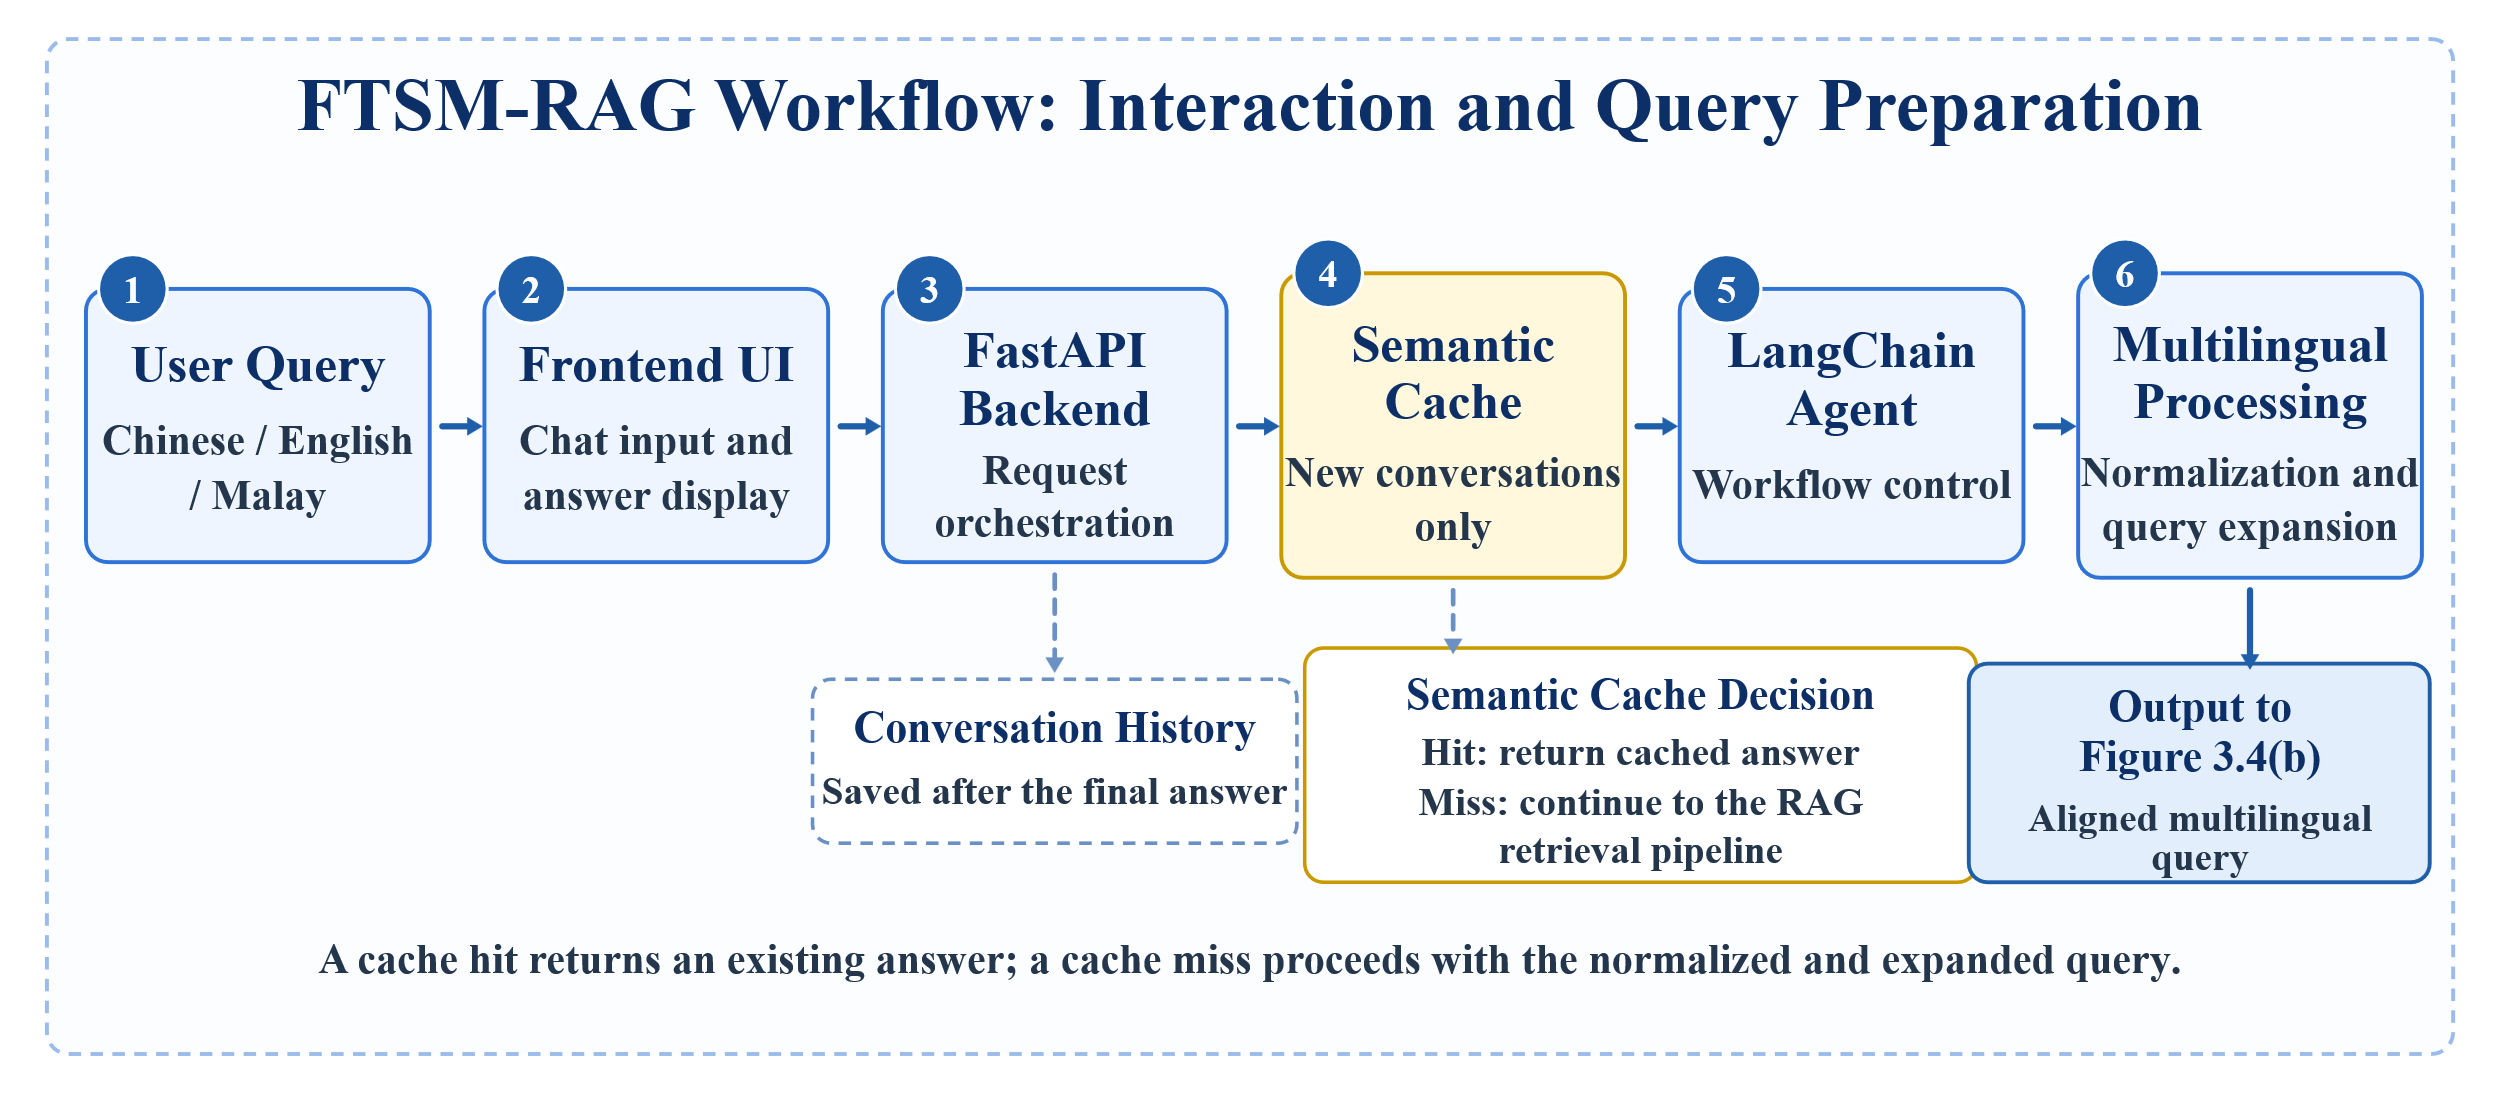 FTSM-RAG Workflow: Interaction and Query Preparation
1
User Query
Chinese / English
/ Malay
2
Frontend UI
Chat input and
answer display
3
FastAPI
Backend
Request
orchestration
4
Semantic
Cache
New conversations
only
5
LangChain
Agent
Workflow control
6
Multilingual
Processing
Normalization and
query expansion
Conversation History
Saved after the final answer
Semantic Cache Decision
Hit: return cached answer
Miss: continue to the RAG
retrieval pipeline
Output to
Figure 3.4(b)
Aligned multilingual
query
A cache hit returns an existing answer; a cache miss proceeds with the normalized and expanded query.